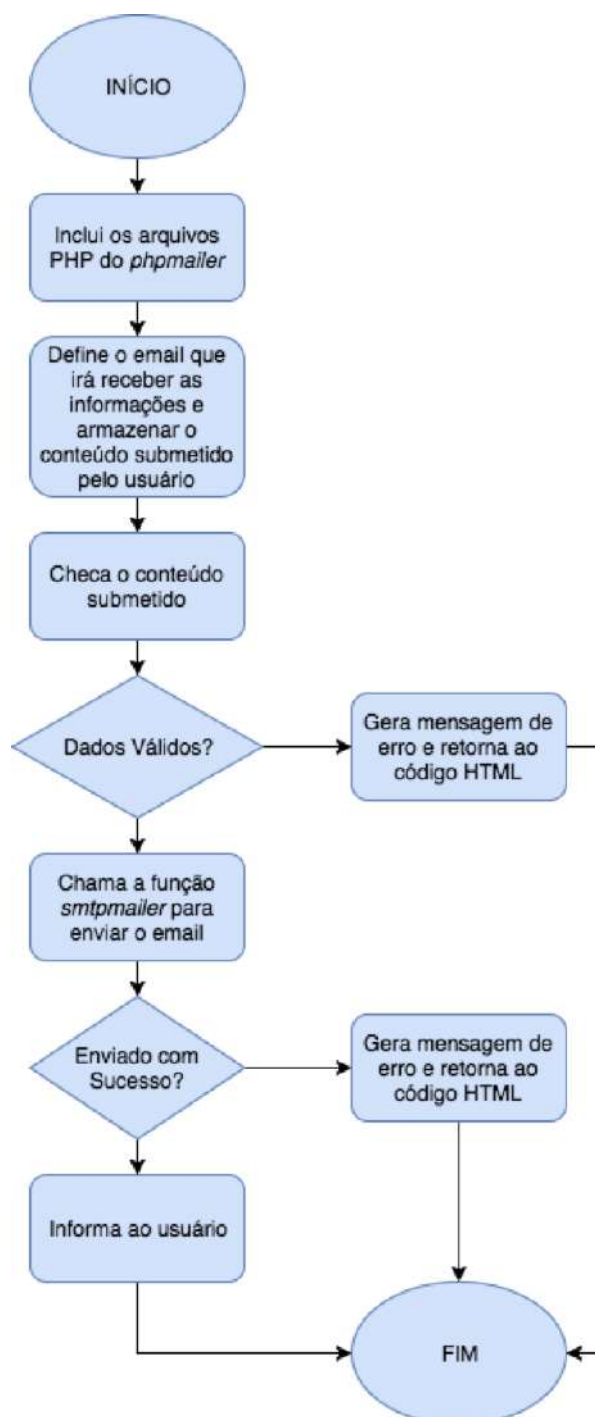 INÍCIO
Inclui os arquivos
PHP do phpmailer
Define o email que
irá receber as
informações e
armazenar o
conteúdo submetido
pelo usuário
Checa o conteúdo
submetido
Dados Válidos?
Gera mensagem de
erro e retorna ao
código HTML
Chama a função
smtpmailer para
enviar o email
Enviado com
Sucesso?
Gera mensagem de
erro e retorna ao
código HTML
Informa ao usuário
FIM